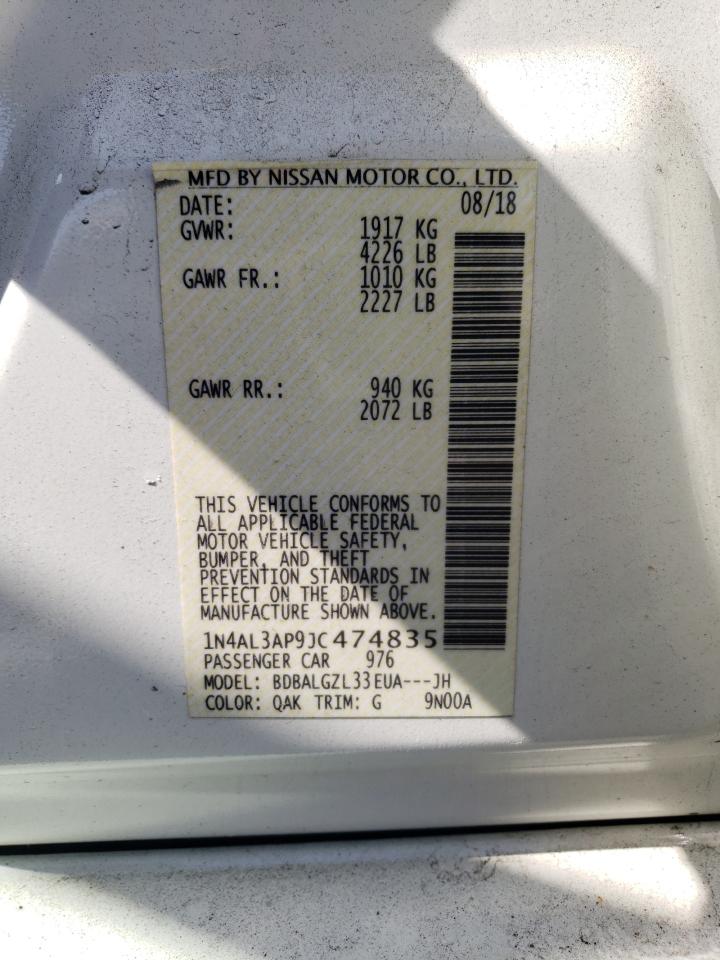 MFD BY NISSAN MOTOR CO., LTD.
DATE: 08/18
GVWR: 1917 KG
4226 LB
GAWR FR.: 1010 KG
2227 LB
GAWR RR.: 940 KG
2072 LB
THIS VEHICLE CONFORMS TO
ALL APPLICABLE FEDERAL
MOTOR VEHICLE SAFETY,
BUMPER, AND THEFT
PREVENTION STANDARDS IN
EFFECT ON THE DATE OF
MANUFACTURE SHOWN ABOVE.
1N4AL3AP9JC474835
PASSENGER CAR 976
MODEL: BDBALGZL33EUA---JH
COLOR: QAK TRIM: G 9N00A